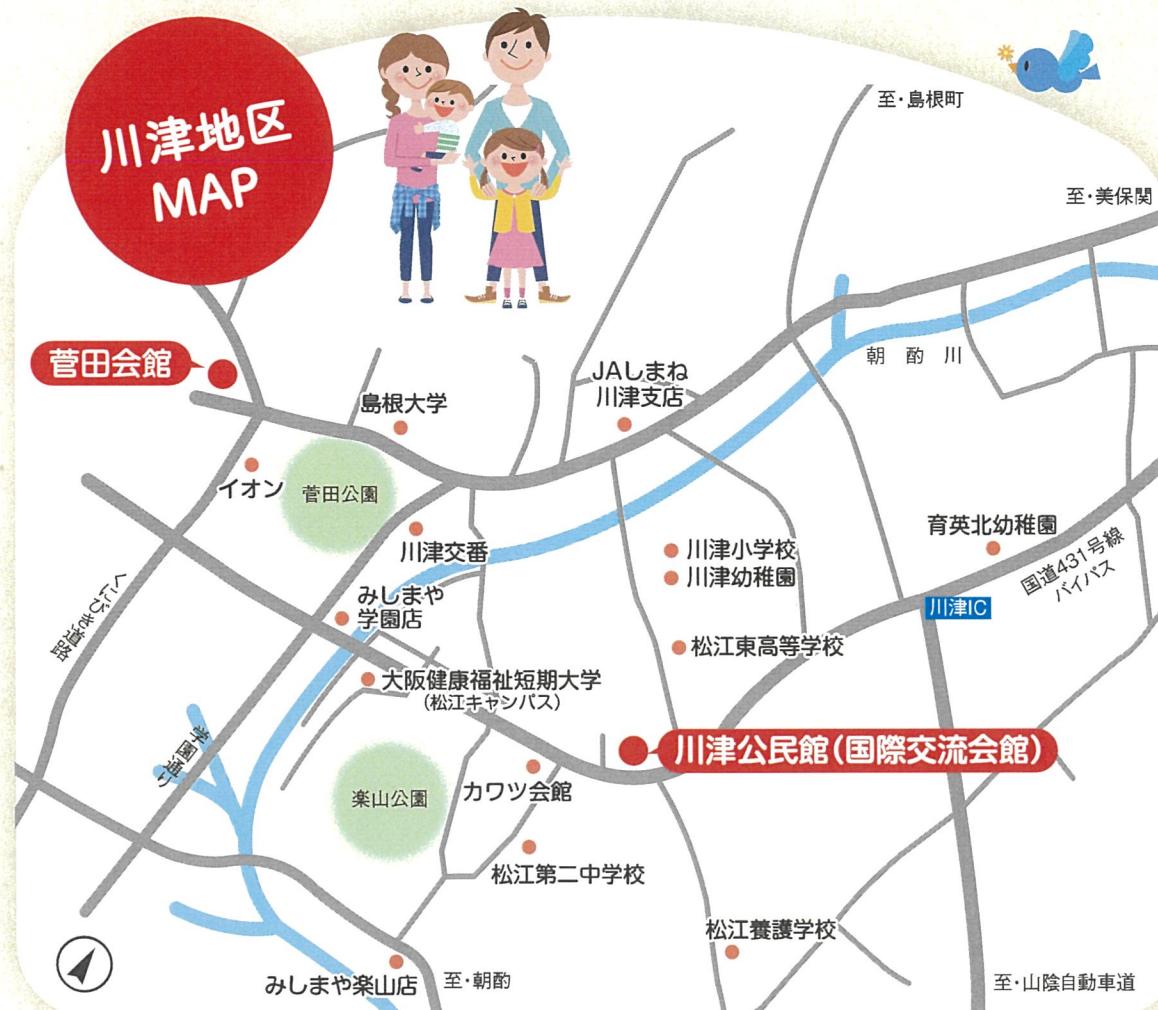 川津地区
MAP
至・島根町
至・美保関
菅田会館
島根大学
JAしまね
川津支店
朝酌川
イオン
菅田公園
川津交番
川津小学校
川津幼稚園
育英北幼稚園
国道431号線
バイパス
川津IC
くにびき道路
みしまや
学園店
松江東高等学校
大阪健康福祉短期大学
(松江キャンパス)
学園通り
川津公民館(国際交流会館)
楽山公園
カワツ会館
松江第二中学校
松江養護学校
みしまや楽山店
至・朝酌
至・山陰自動車道